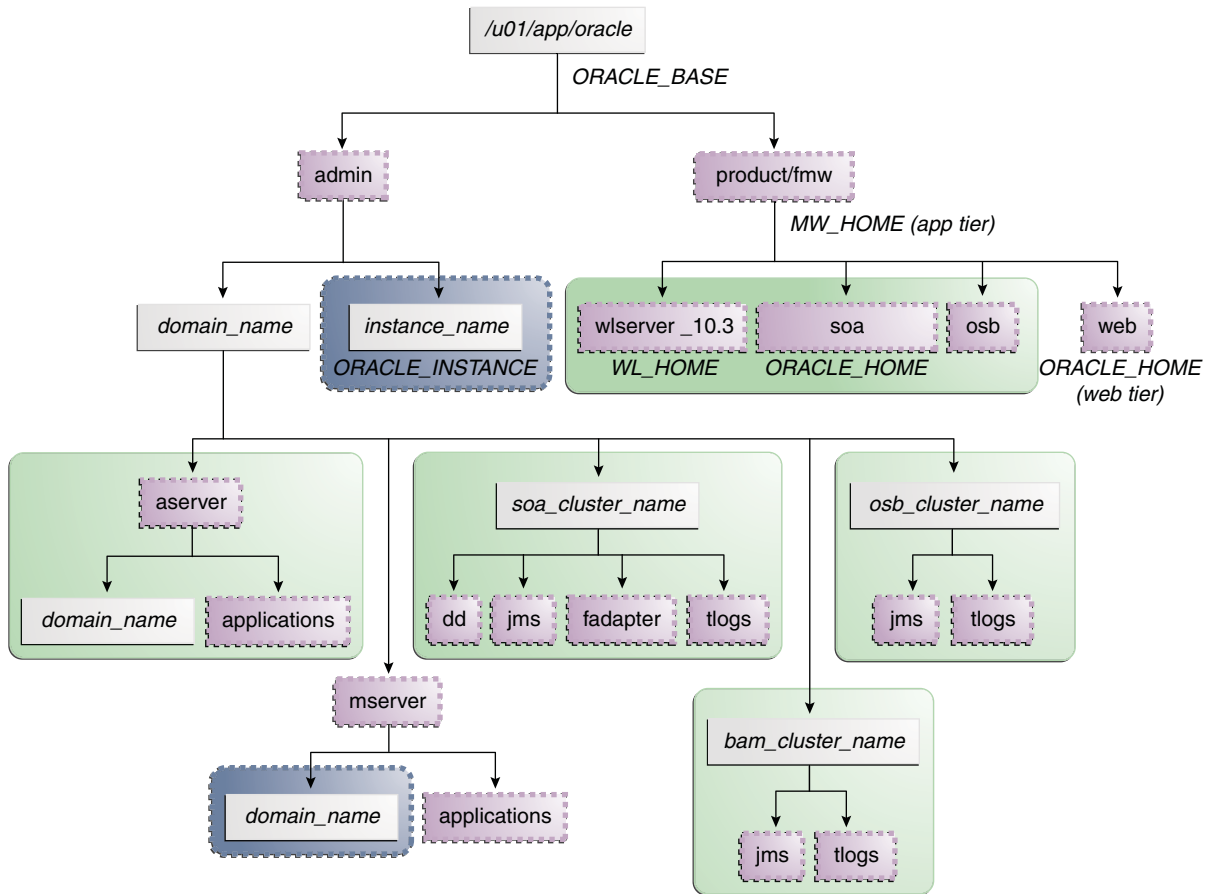 /u01/app/oracle
ORACLE_BASE
admin
product/fmw
MW_HOME (app tier)
domain_name
instance_name
ORACLE_INSTANCE
wlserver _10.3
WL_HOME
soa
ORACLE_HOME
osb
web
ORACLE_HOME
(web tier)
aserver
domain_name
applications
soa_cluster_name
dd
jms
fadapter
tlogs
osb_cluster_name
jms
tlogs
mserver
domain_name
applications
bam_cluster_name
jms
tlogs